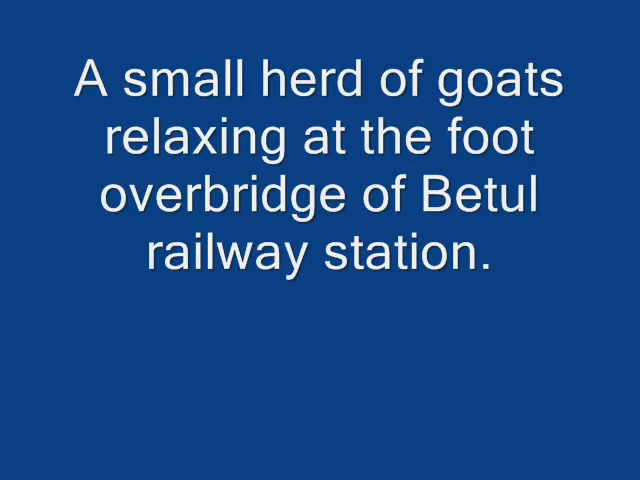 A small herd of goats
relaxing at the foot
overbridge of Betul
railway station.